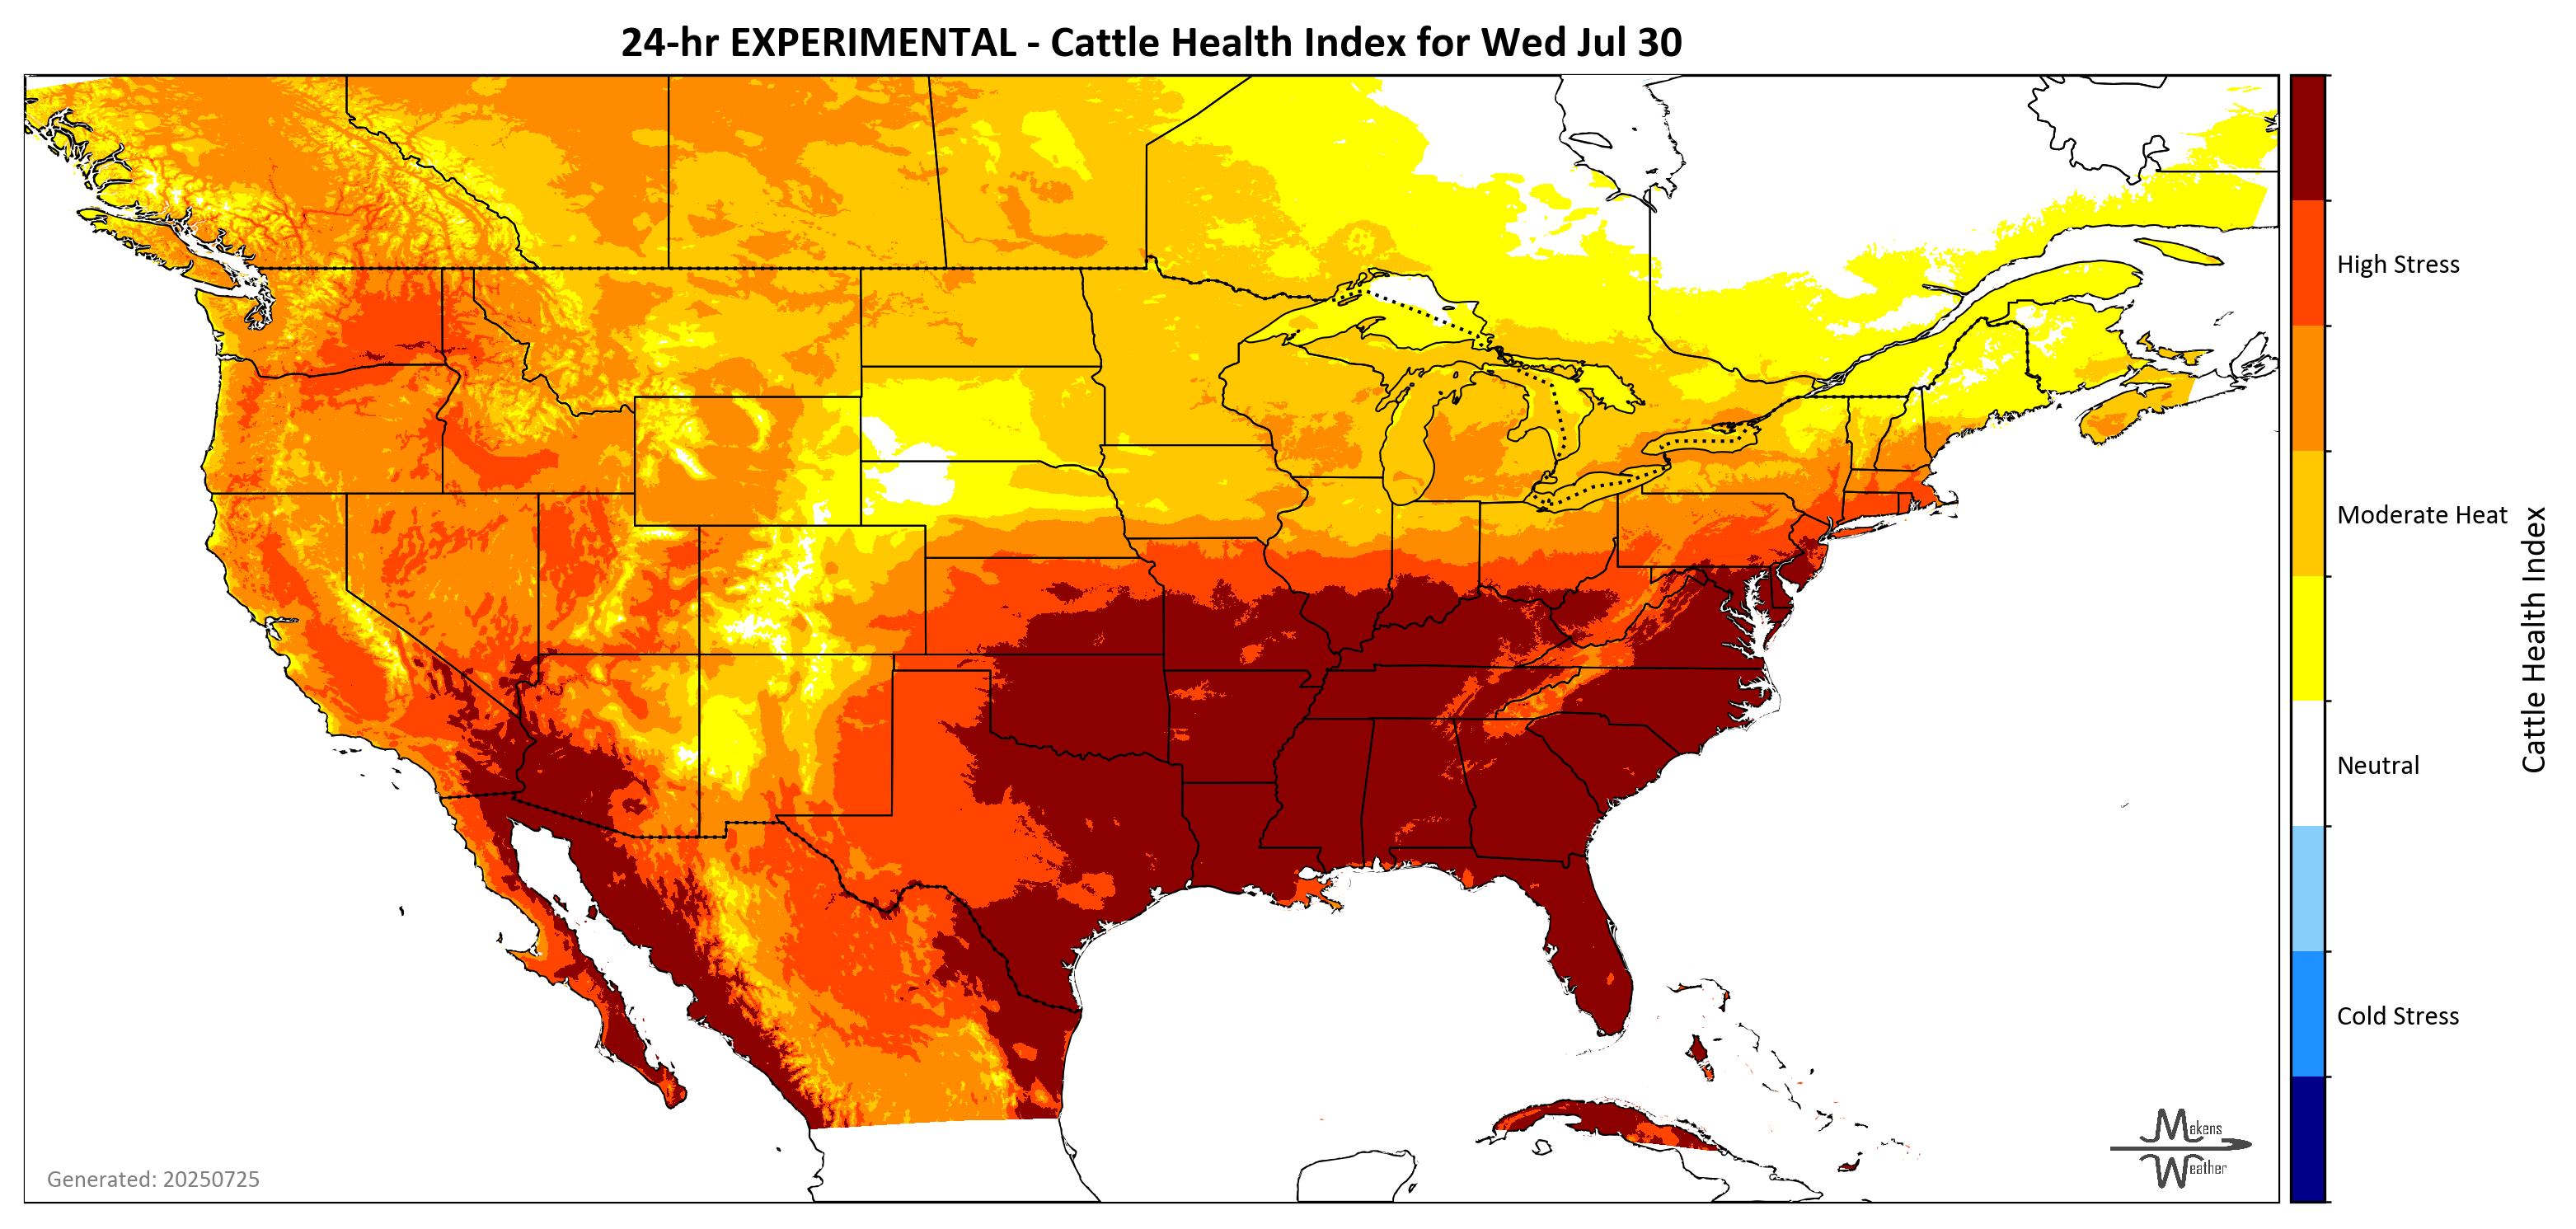 24-hr EXPERIMENTAL - Cattle Health Index for Wed Jul 30
High Stress
Moderate Heat
Neutral
Cold Stress
Cattle Health Index
Generated: 20250725
Makens
Weather